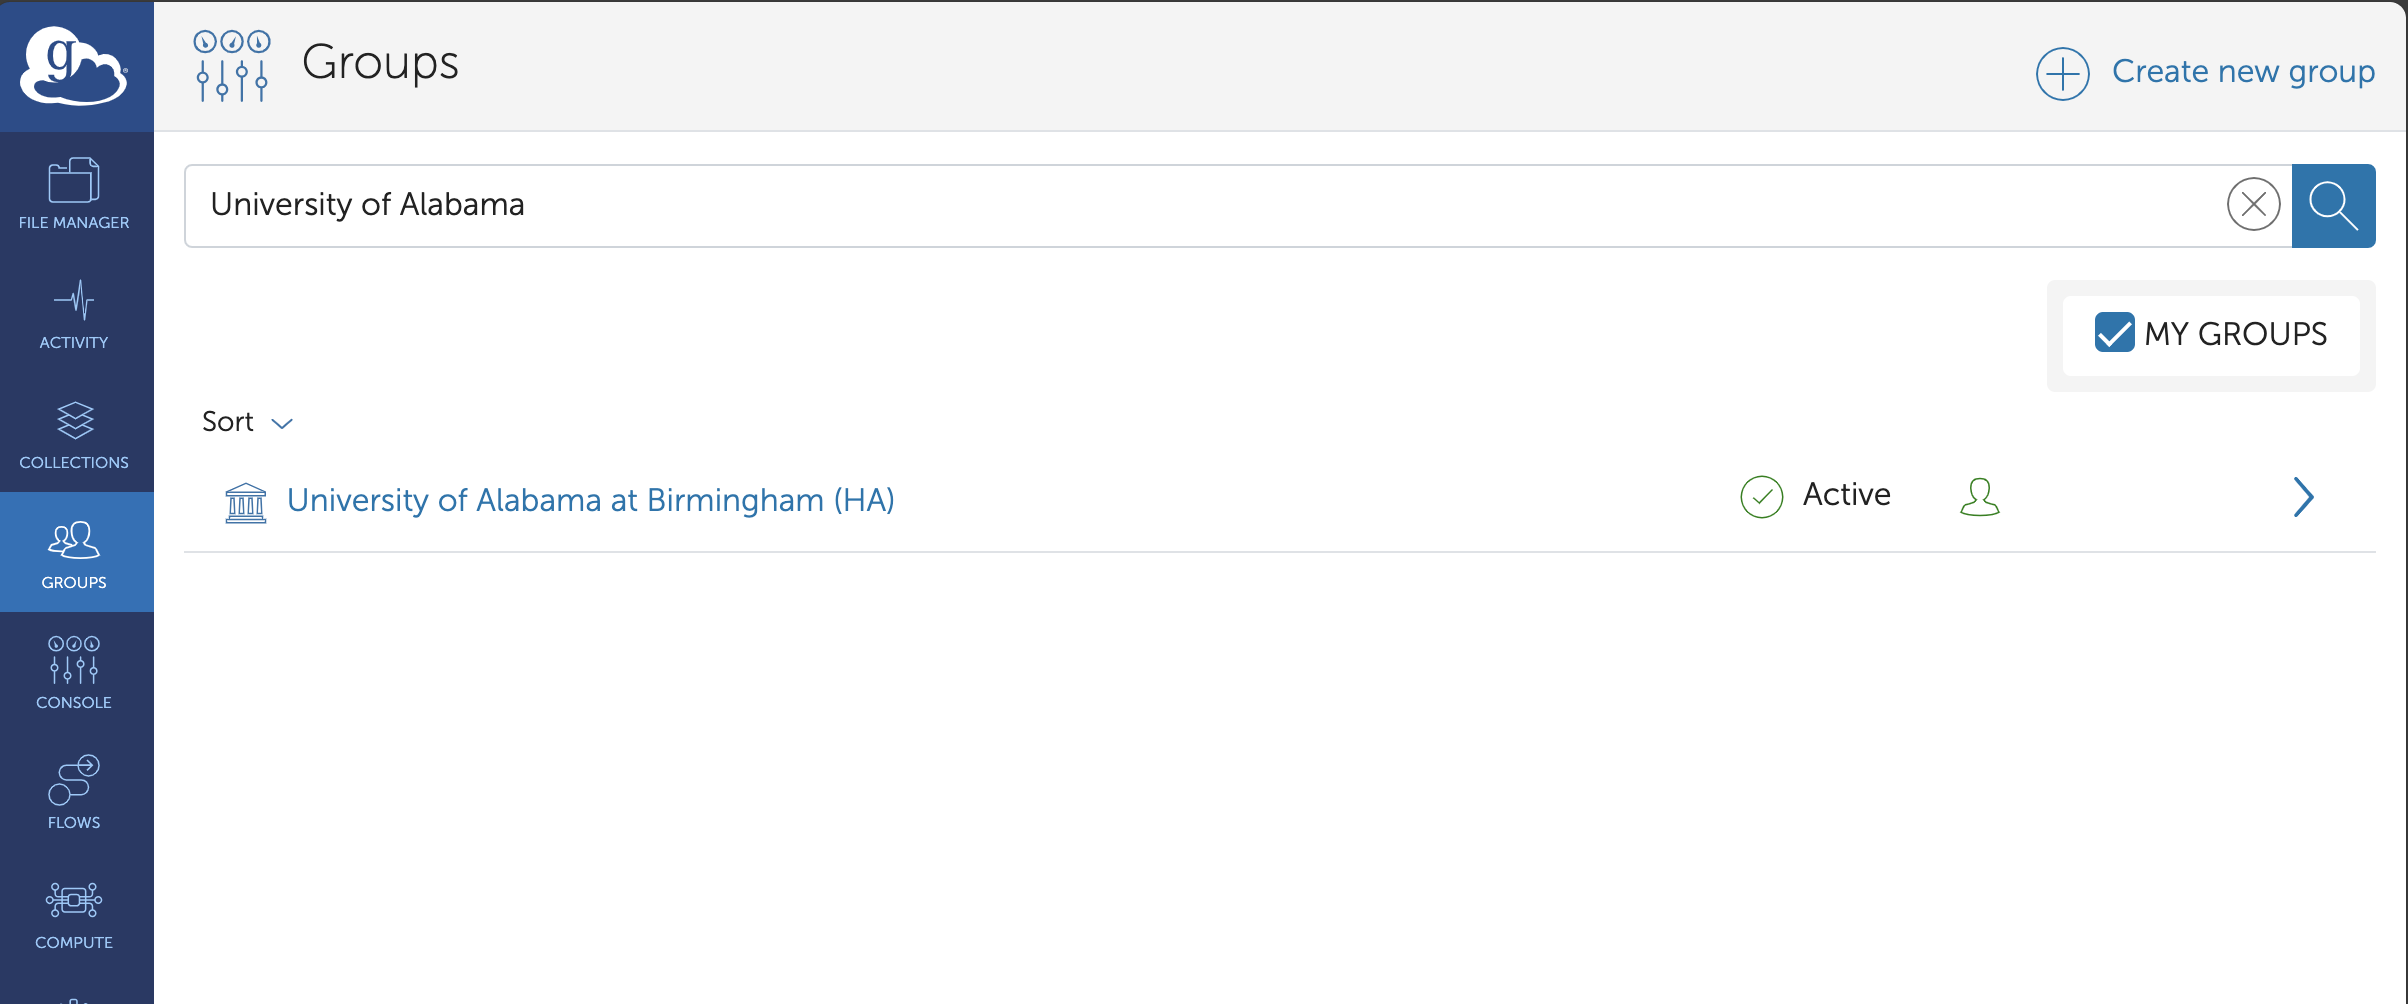 g
Groups
Create new group
FILE MANAGER
University of Alabama
ACTIVITY
MY GROUPS
COLLECTIONS
Sort
University of Alabama at Birmingham (HA)
Active
GROUPS
CONSOLE
FLOWS
COMPUTE